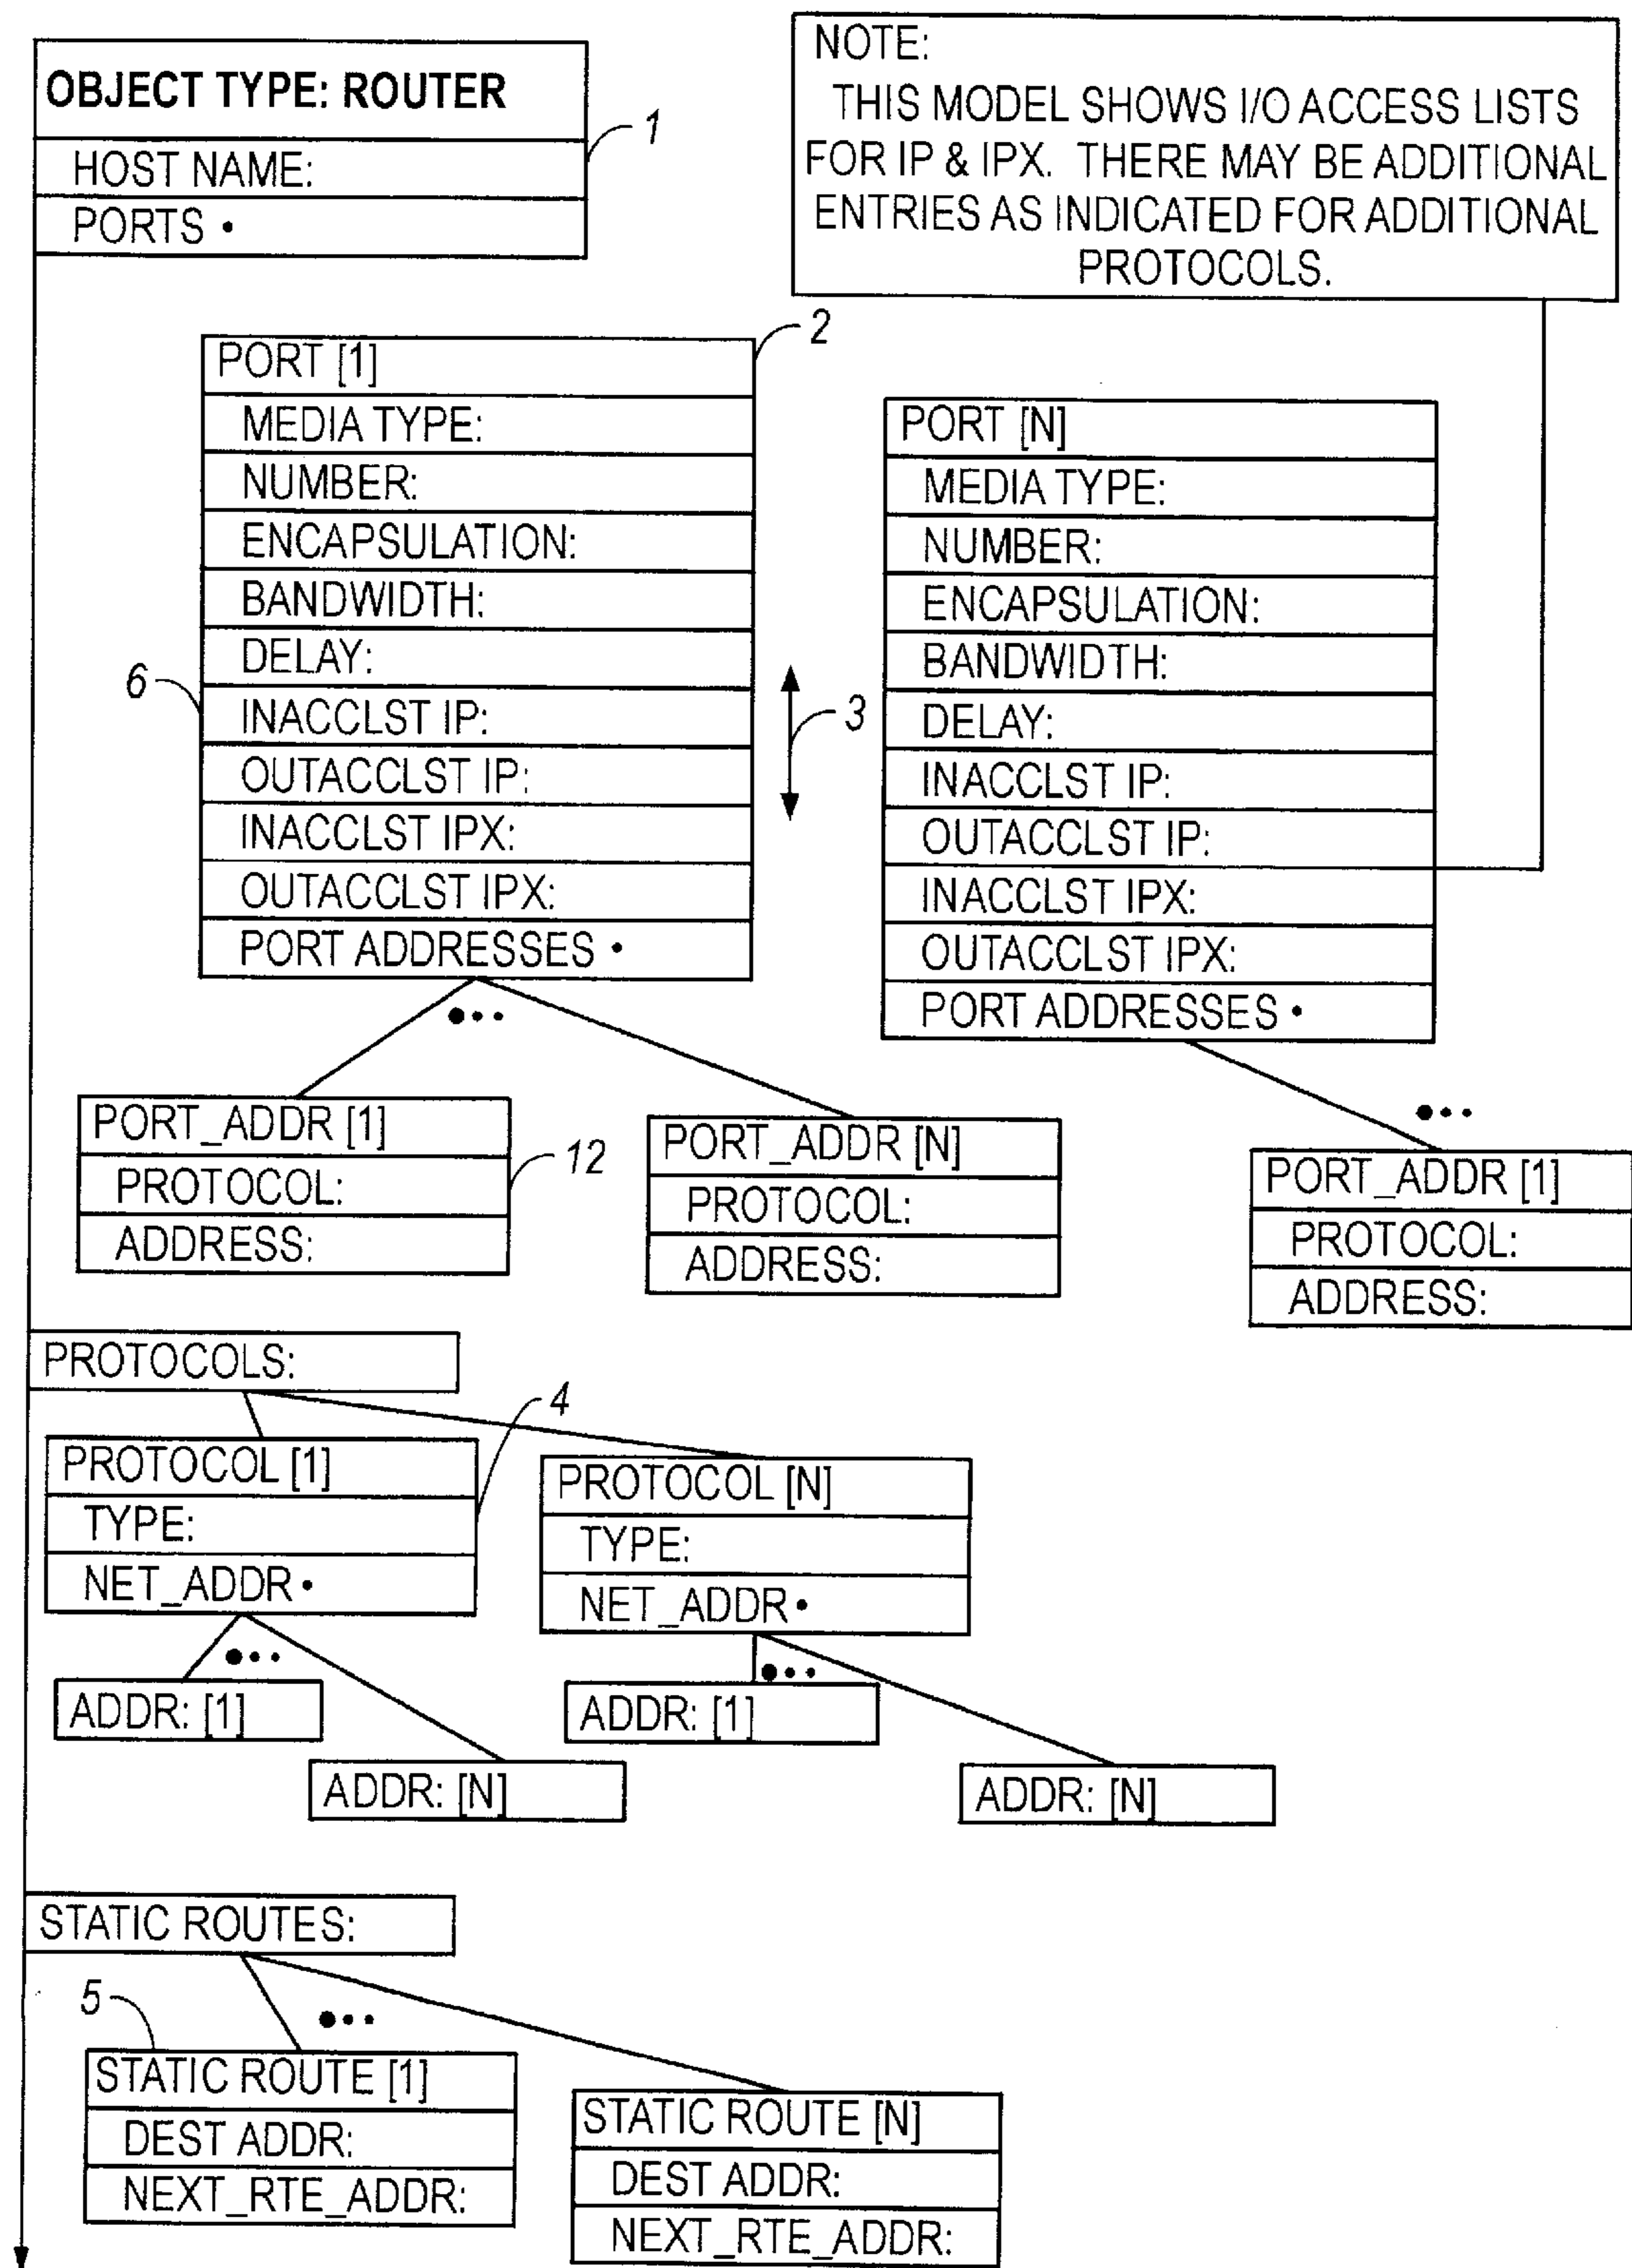 OBJECT TYPE: ROUTER
HOST NAME:
PORTS •
1
NOTE:
THIS MODEL SHOWS I/O ACCESS LISTS
FOR IP & IPX. THERE MAY BE ADDITIONAL
ENTRIES AS INDICATED FOR ADDITIONAL
PROTOCOLS.
2
PORT [1]
MEDIA TYPE:
NUMBER:
ENCAPSULATION:
BANDWIDTH:
DELAY:
INACCLST IP:
OUTACCLST IP:
INACCLST IPX:
OUTACCLST IPX:
PORT ADDRESSES •
6
3
PORT [N]
MEDIA TYPE:
NUMBER:
ENCAPSULATION:
BANDWIDTH:
DELAY:
INACCLST IP:
OUTACCLST IP:
INACCLST IPX:
OUTACCLST IPX:
PORT ADDRESSES •
PORT_ADDR [1]
PROTOCOL:
ADDRESS:
12
PORT_ADDR [N]
PROTOCOL:
ADDRESS:
PORT_ADDR [1]
PROTOCOL:
ADDRESS:
PROTOCOLS:
4
PROTOCOL [1]
TYPE:
NET_ADDR •
PROTOCOL [N]
TYPE:
NET_ADDR •
ADDR: [1]
ADDR: [N]
ADDR: [1]
ADDR: [N]
STATIC ROUTES:
5
STATIC ROUTE [1]
DEST ADDR:
NEXT_RTE_ADDR:
STATIC ROUTE [N]
DEST ADDR:
NEXT_RTE_ADDR: